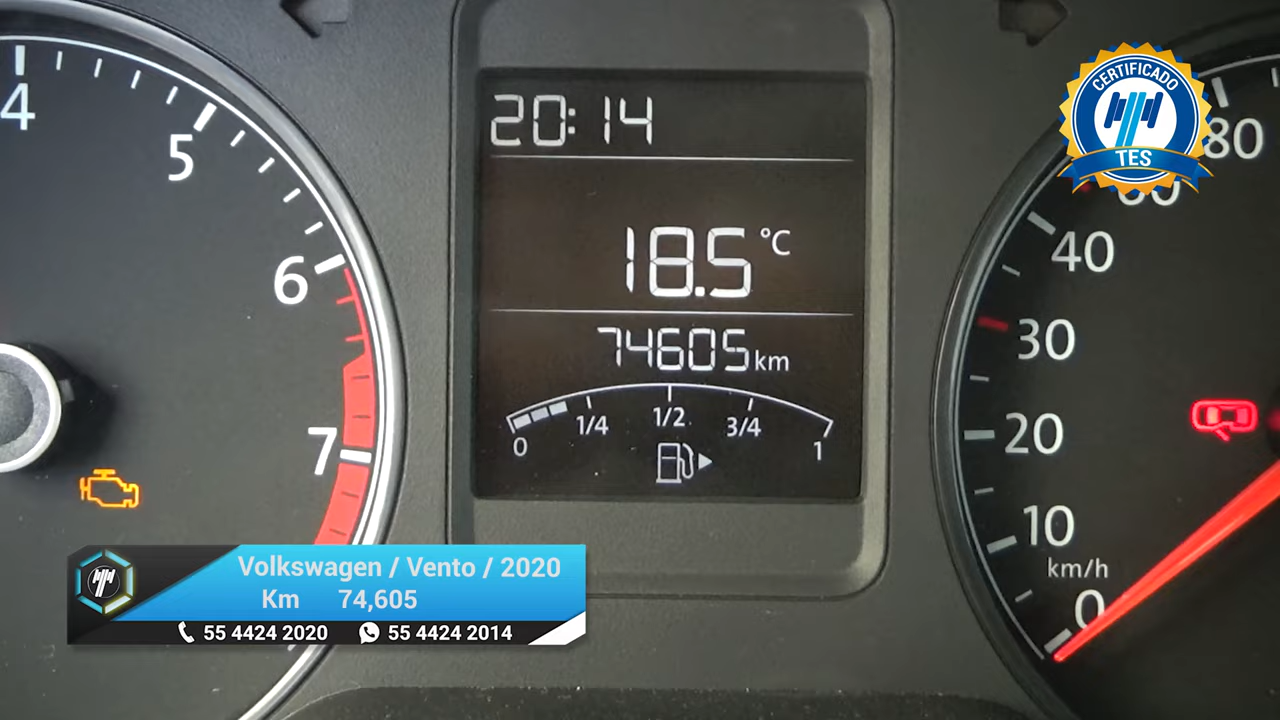 4
5
6
7
20:14
18.5 °C
74605 km
0 1/4 1/2 3/4 1
CERTIFICADO
TES
80
60
40
30
20
10
km/h
0
Volkswagen / Vento / 2020
Km 74,605
55 4424 2020 55 4424 2014